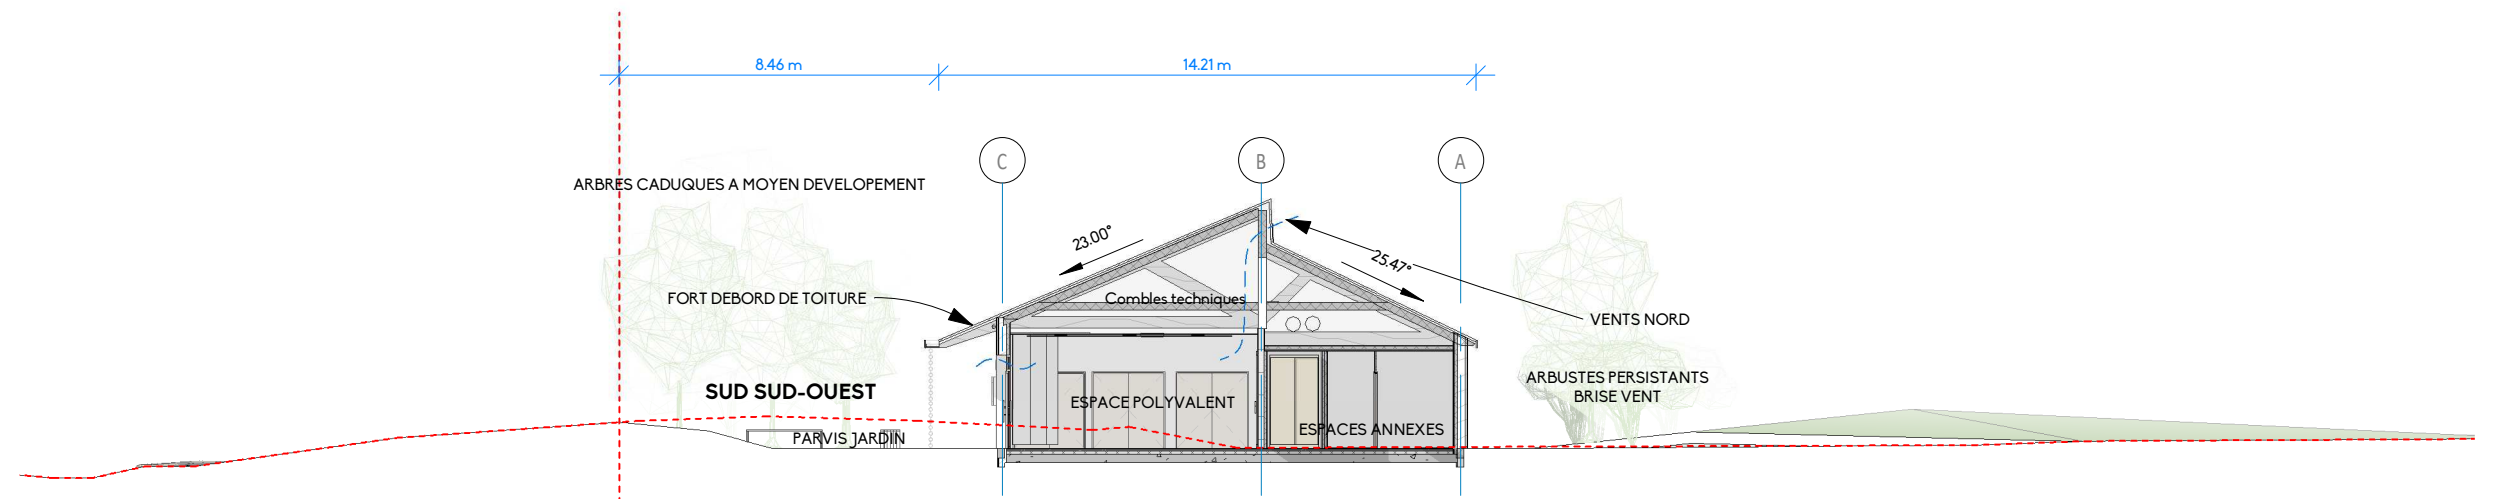 8.46 m
14.21 m
C
B
A
ARBRES CADUQUES A MOYEN DEVELOPEMENT
23.00°
25.47°
FORT DEBORD DE TOITURE
Combles techniques
VENTS NORD
SUD SUD-OUEST
ARBUSTES PERSISTANTS
BRISE VENT
ESPACE POLYVALENT
ESPACES ANNEXES
PARVIS JARDIN